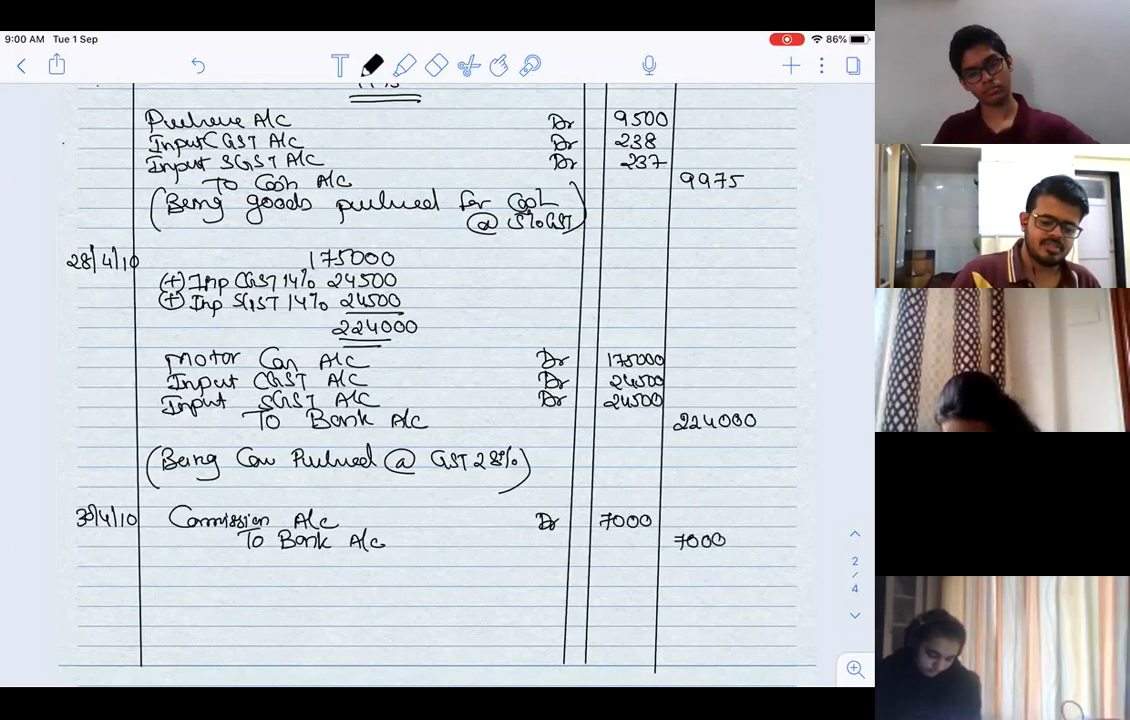 9:00 AM Tue 1 Sep
86%
Purchase A/c Dr 9500
Input CGST A/c Dr 238
Input SGST A/c Dr 237
To Cash A/c 9975
(Being goods purchased for Cash
@ 5% GST)
28/4/10 175000
(+) Inp CGST 14% 24500
(+) Inp SGST 14% 24500
224000
Motor Car A/c Dr 175000
Input CGST A/c Dr 24500
Input SGST A/c Dr 24500
To Bank A/c 224000
(Being Car Purchased @ GST 28%)
30/4/10 Commission A/c Dr 7000
To Bank A/c 7000
2
/
4